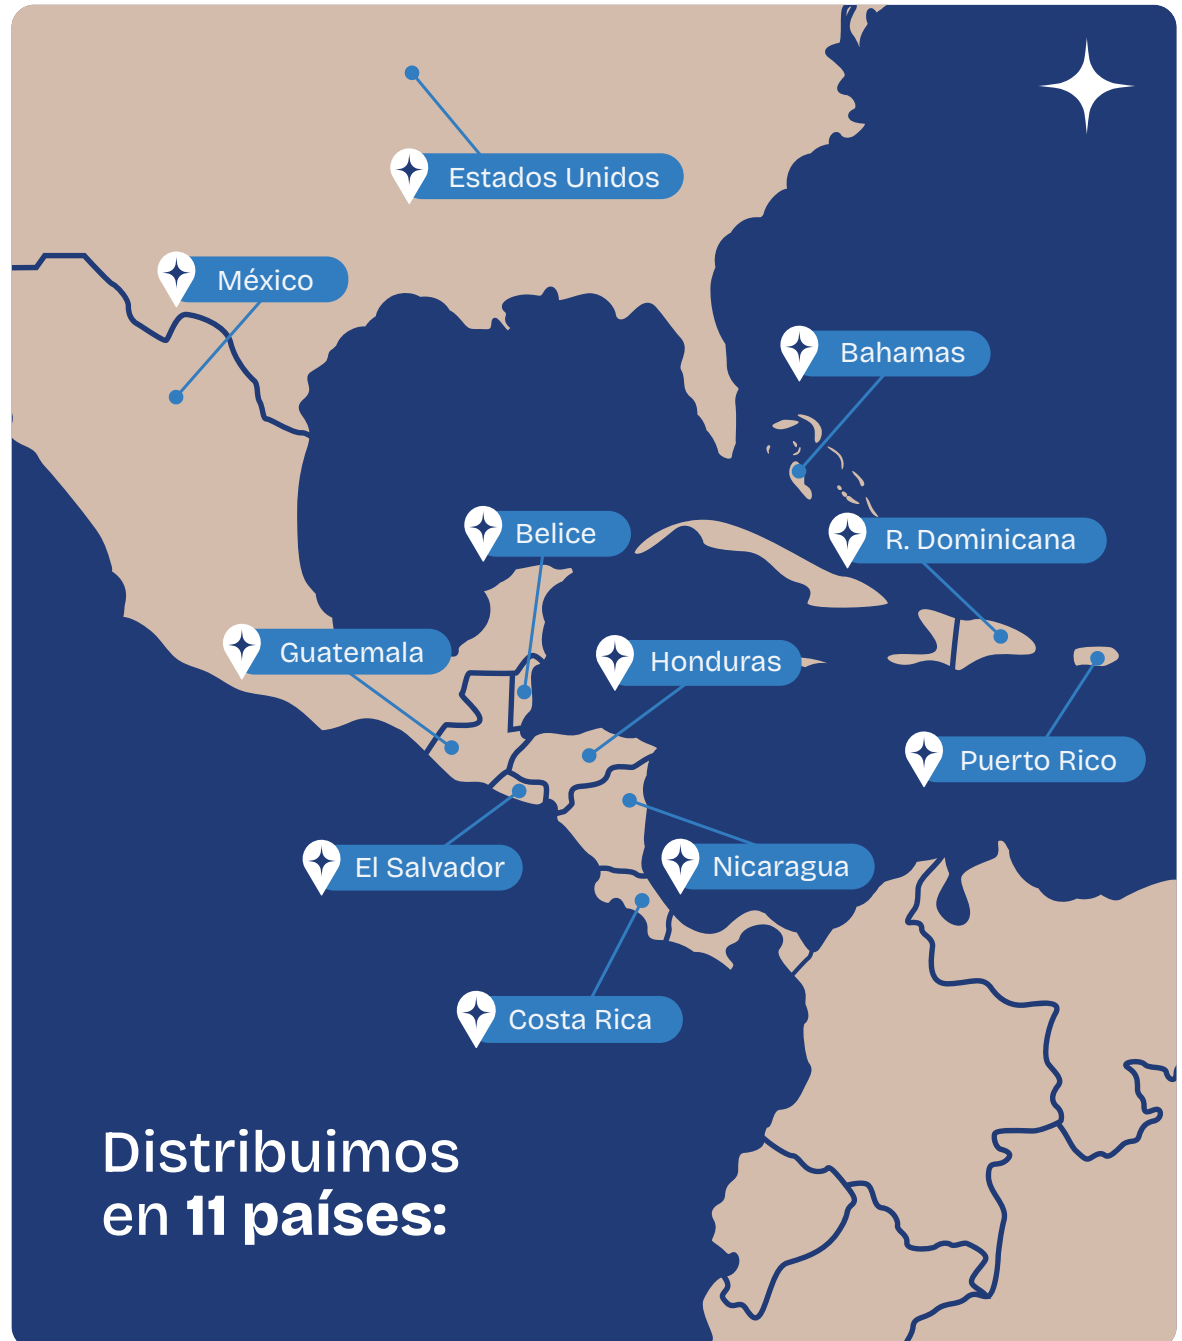 Estados Unidos
México
Bahamas
Belice
R. Dominicana
Guatemala
Honduras
Puerto Rico
El Salvador
Nicaragua
Costa Rica
Distribuimos
en 11 países: